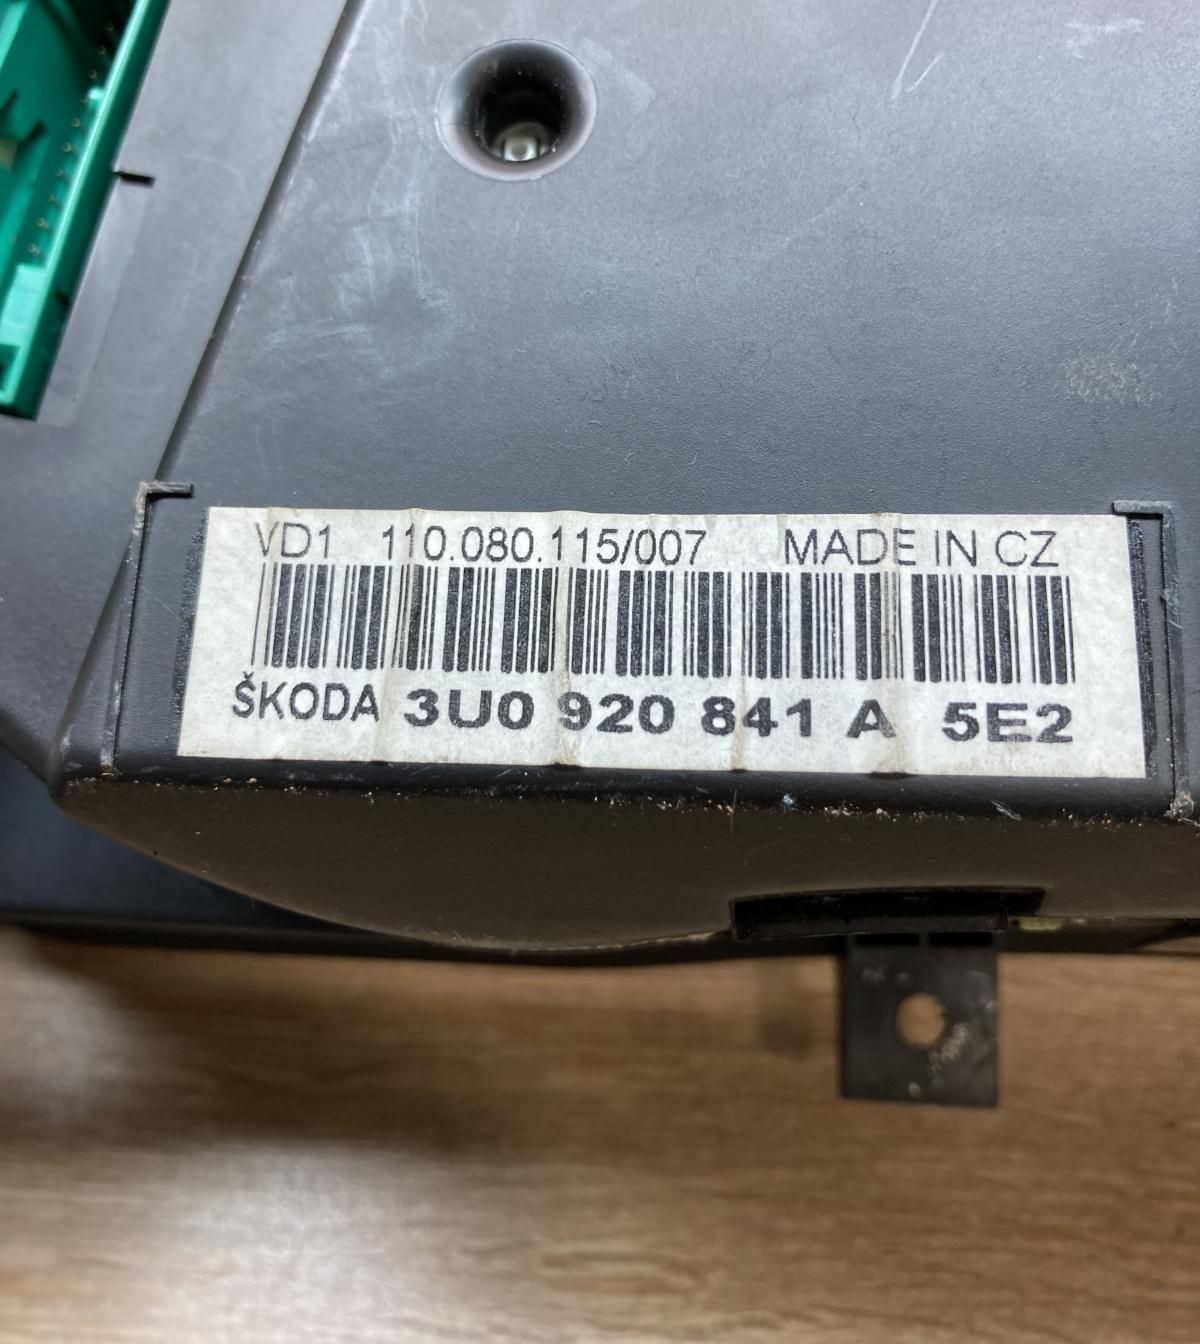 VD1 110.080.115/007 MADE IN CZ
ŠKODA 3U0 920 841 A 5E2